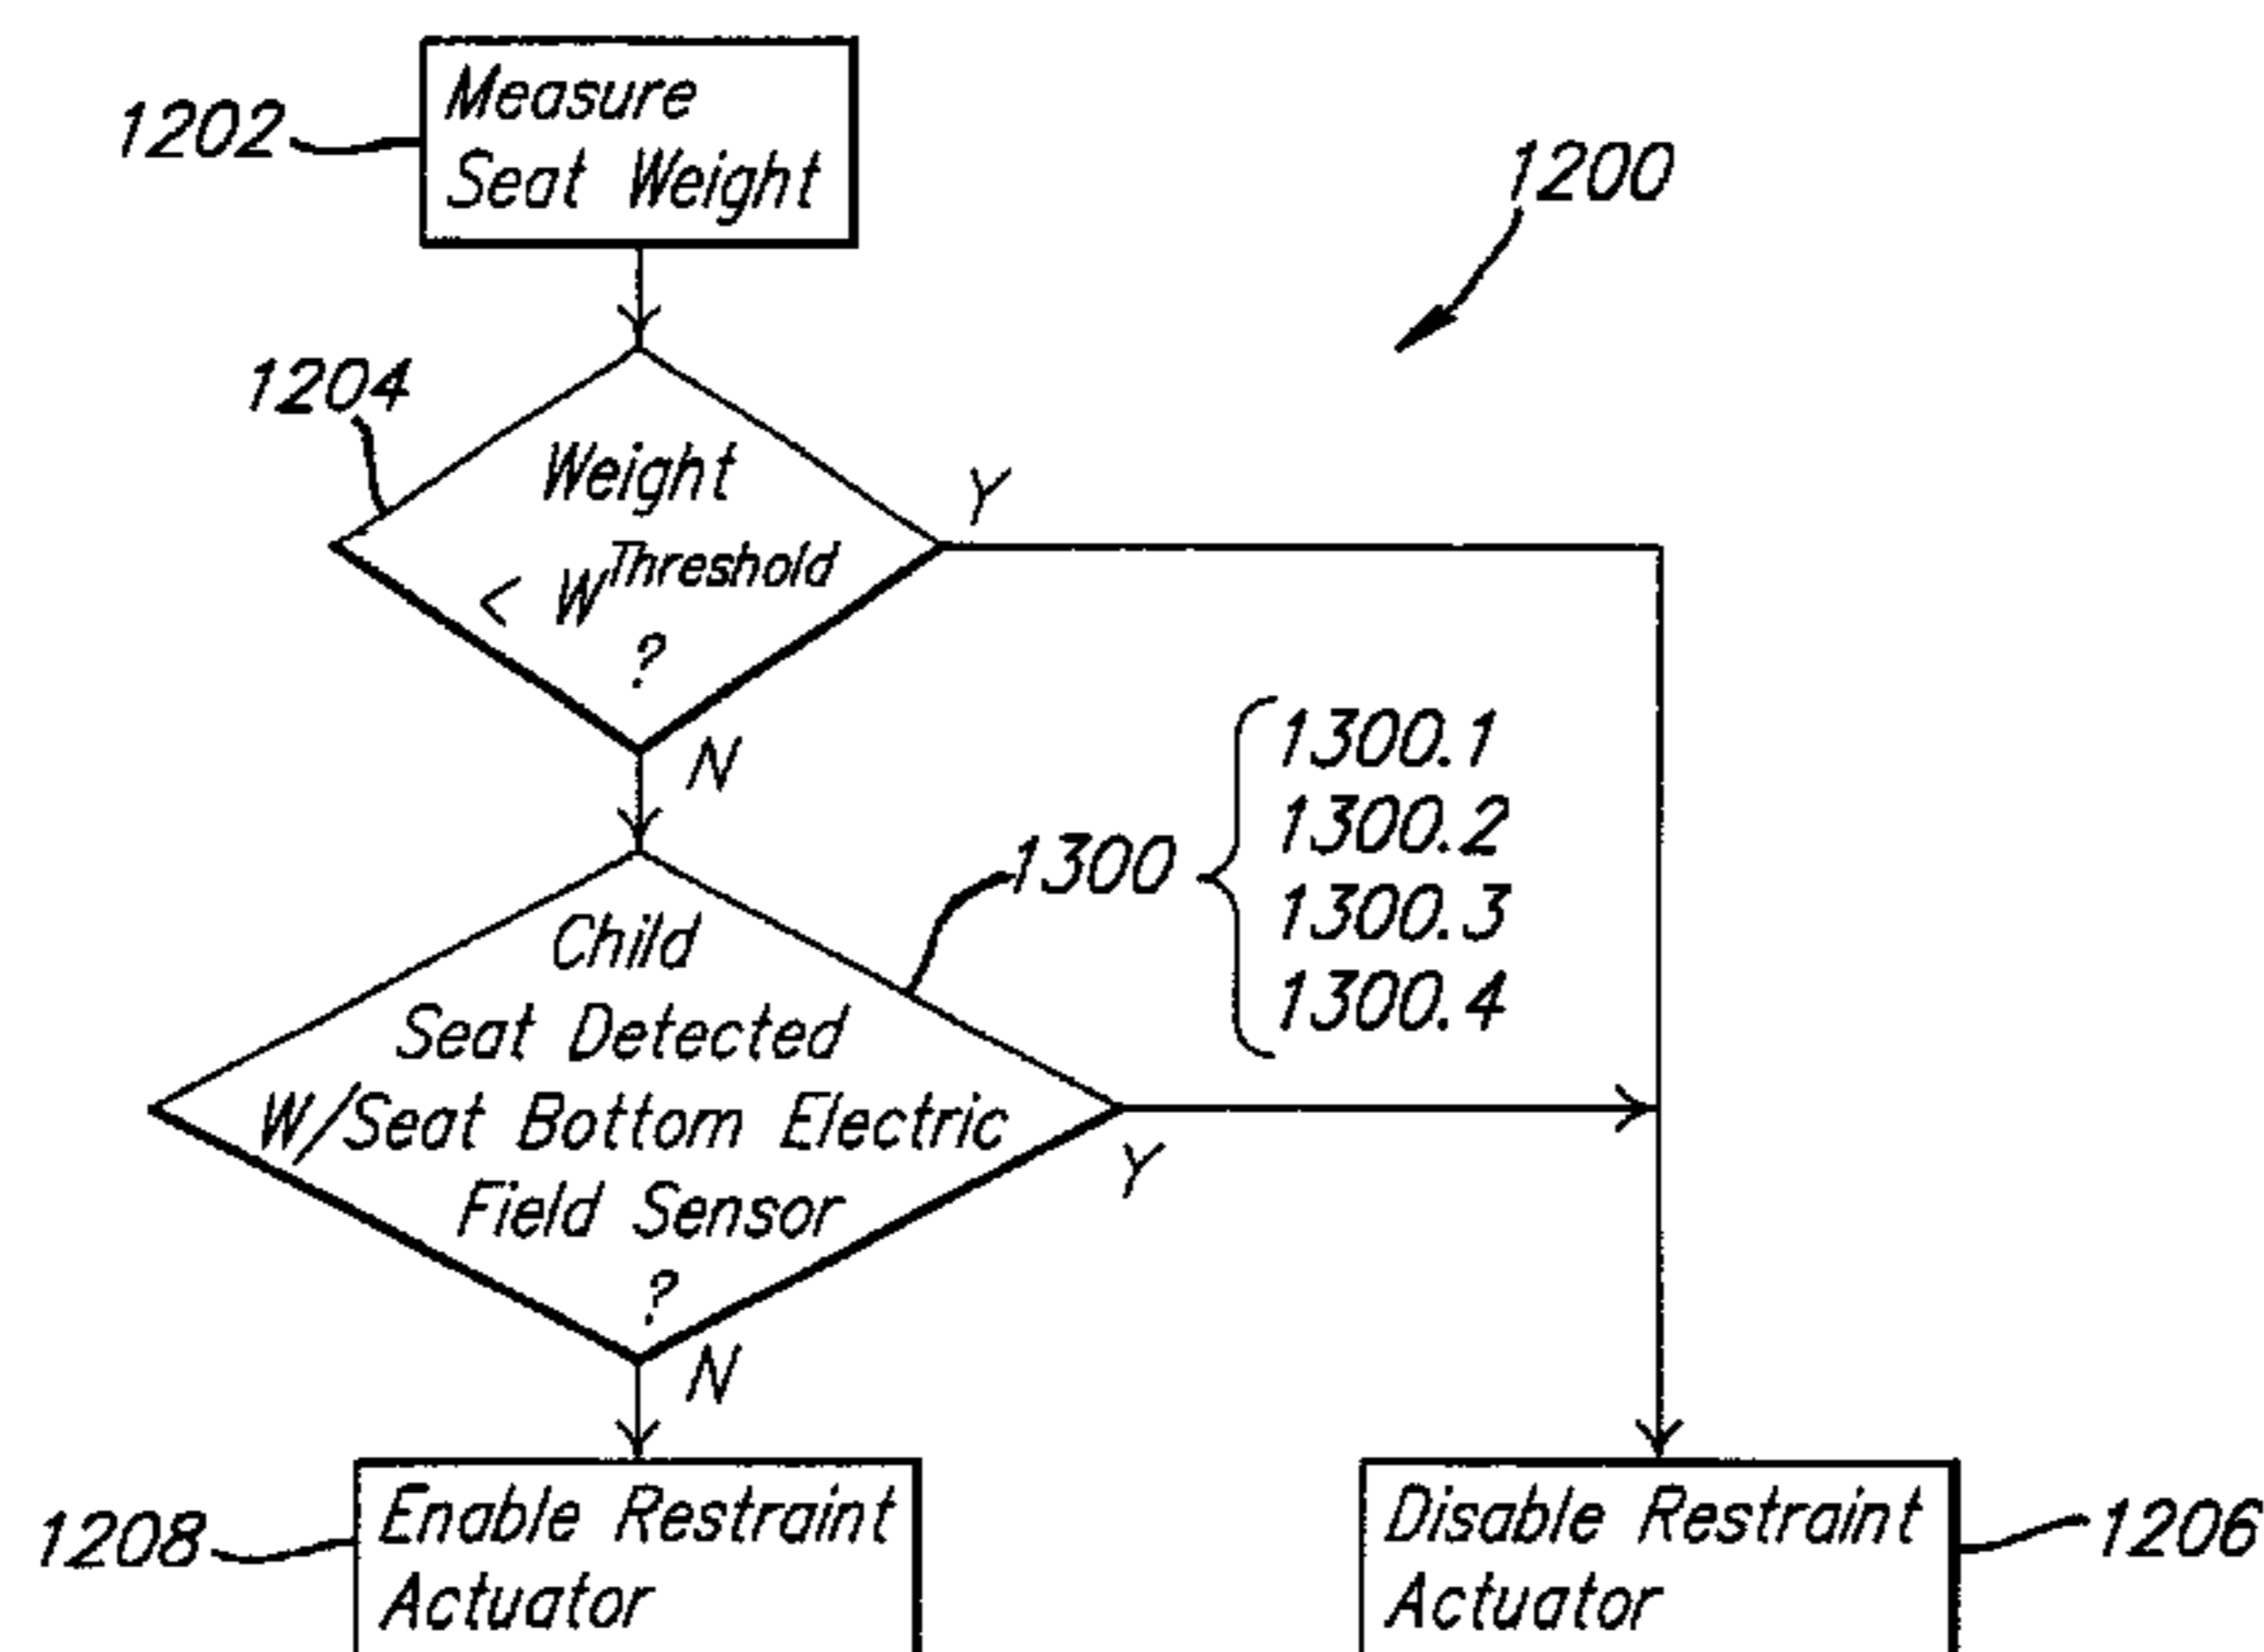 Measure
Seat Weight
1202
1200
1204
Weight
< W^Threshold
?
Y
N
1300
1300.1
1300.2
1300.3
1300.4
Child
Seat Detected
W/Seat Bottom Electric
Field Sensor
?
Y
N
Enable Restraint
Actuator
1208
Disable Restraint
Actuator
1206